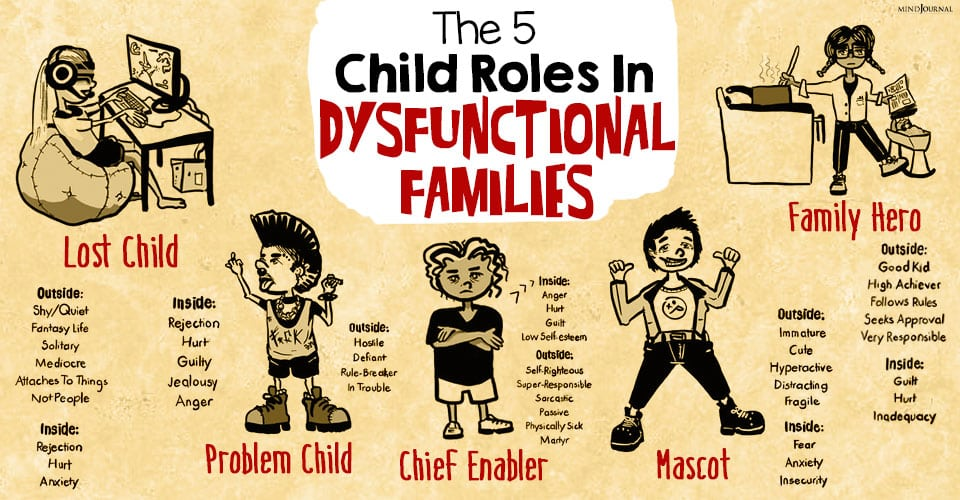 MINDJOURNAL
The 5
Child Roles In
DYSFUNCTIONAL
FAMILIES
Lost Child
Outside:
Shy/Quiet
Fantasy Life
Solitary
Mediocre
Attaches To Things
Not People
Inside:
Rejection
Hurt
Anxiety
Problem Child
Inside:
Rejection
Hurt
Guilty
Jealousy
Anger
Outside:
Hostile
Defiant
Rule-Breaker
In Trouble
Chief Enabler
Inside:
Anger
Hurt
Guilt
Low Self-esteem
Outside:
Self-Righteous
Super-Responsible
Sarcastic
Passive
Physically Sick
Martyr
Mascot
Outside:
Immature
Cute
Hyperactive
Distracting
Fragile
Inside:
Fear
Anxiety
Insecurity
Family Hero
Outside:
Good Kid
High Achiever
Follows Rules
Seeks Approval
Very Responsible
Inside:
Guilt
Hurt
Inadequacy